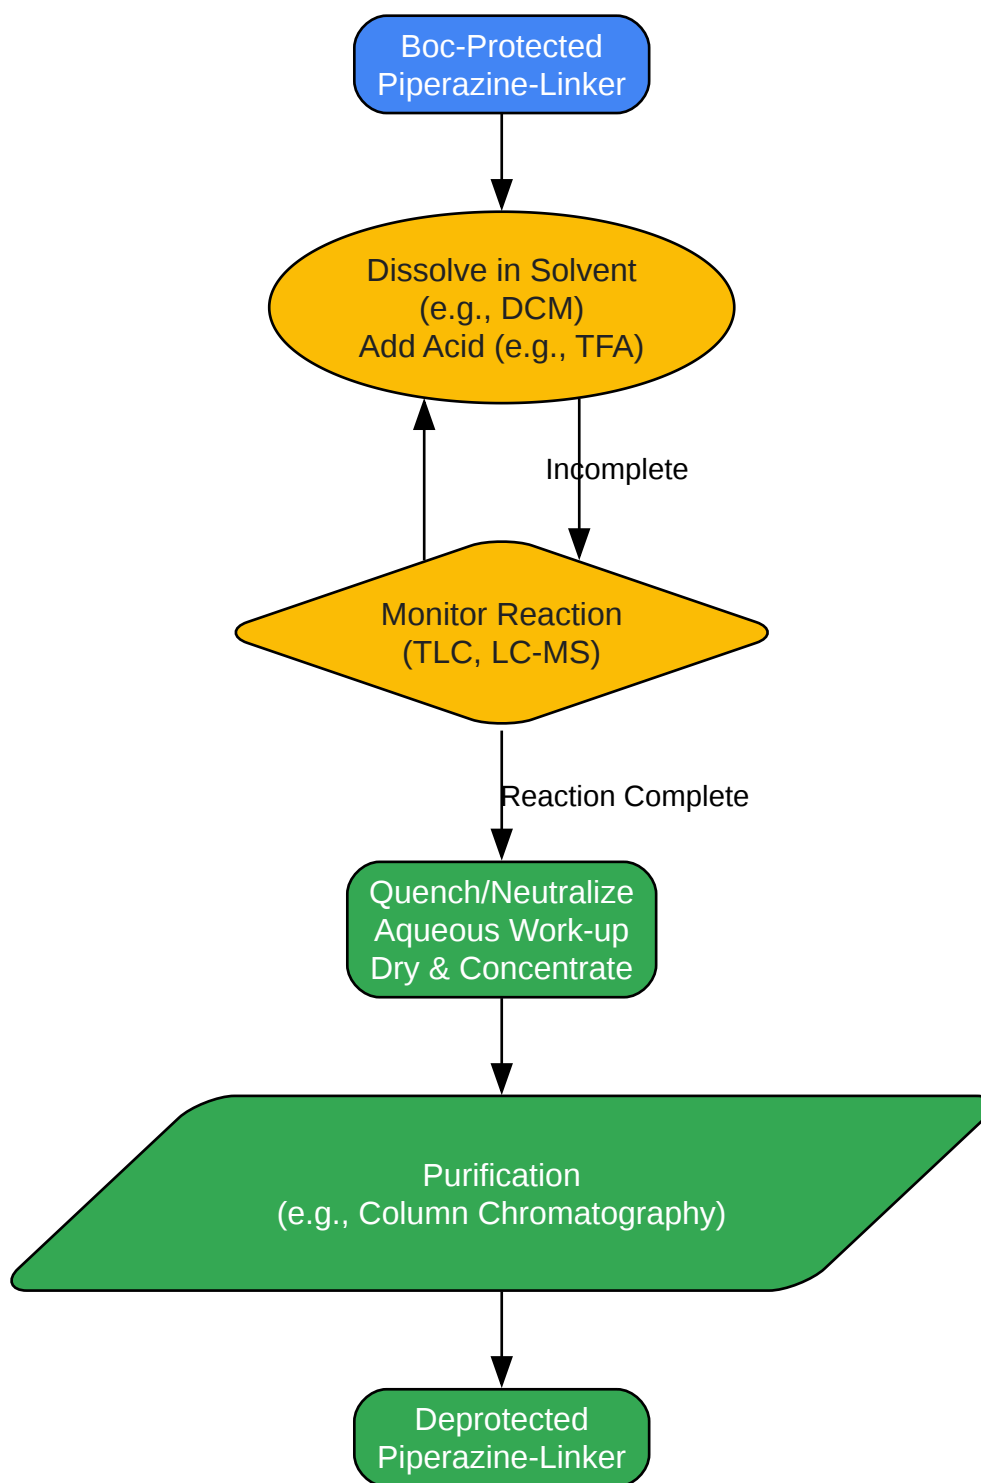 Boc-Protected
Piperazine-Linker
Dissolve in Solvent
(e.g., DCM)
Add Acid (e.g., TFA)
Incomplete
Monitor Reaction
(TLC, LC-MS)
Reaction Complete
Quench/Neutralize
Aqueous Work-up
Dry & Concentrate
Purification
(e.g., Column Chromatography)
Deprotected
Piperazine-Linker